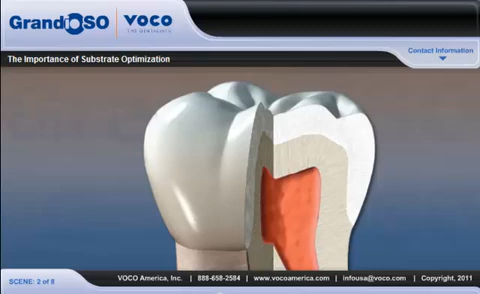 GrandioSO VOCO
THE DENTALISTS
Contact Information
The Importance of Substrate Optimization
SCENE: 2 of 8
VOCO America, Inc. | 888-658-2584 | www.vocoamerica.com | infousa@voco.com | Copyright, 2011